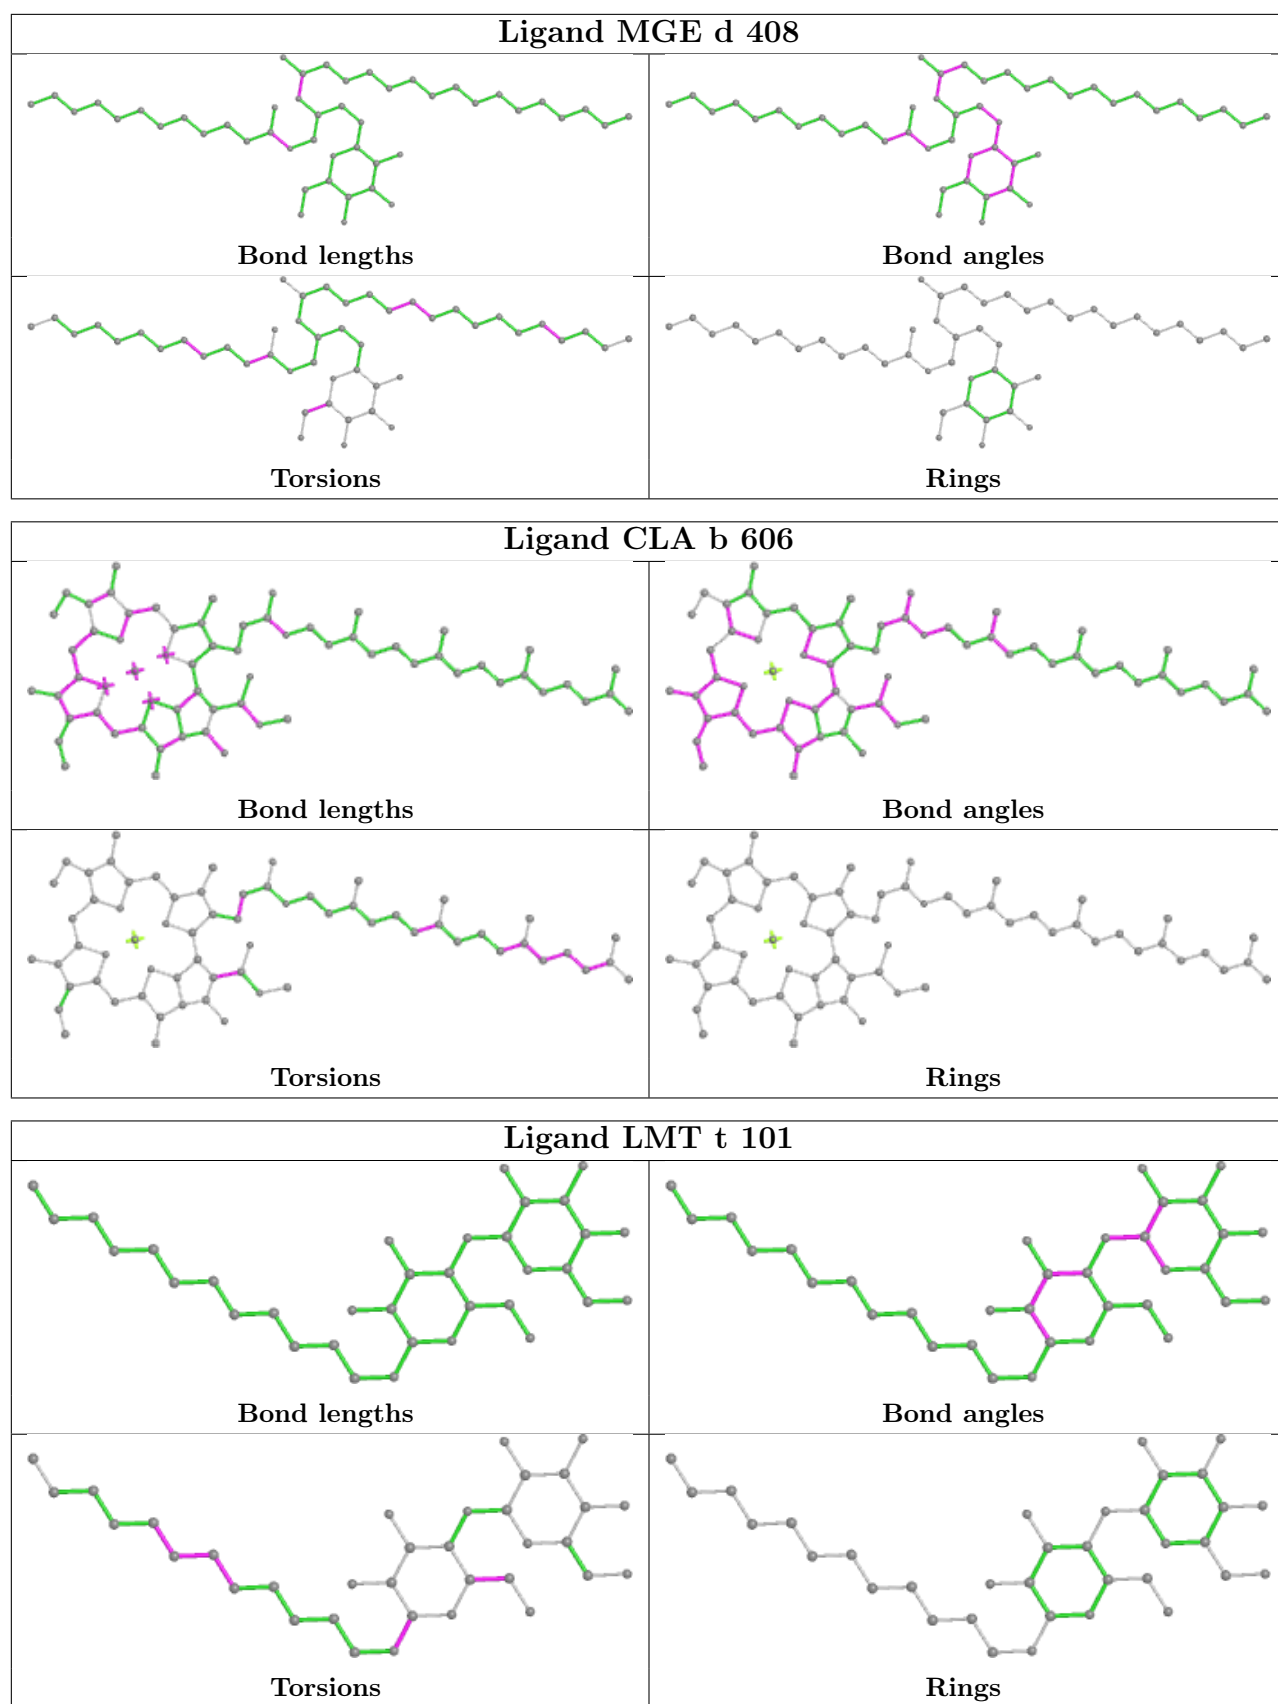 Ligand MGE d 408
Bond lengths
Bond angles
Torsions
Rings
Ligand CLA b 606
Bond lengths
Bond angles
Torsions
Rings
Ligand LMT t 101
Bond lengths
Bond angles
Torsions
Rings